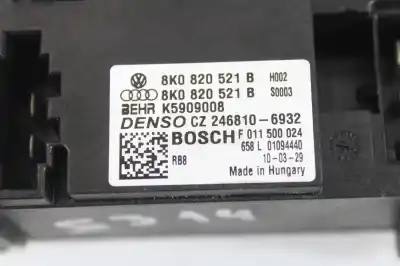 8K0 820 521 B H002
8K0 820 521 B S0003
BEHR K5909008
DENSO CZ 246810-6932
BOSCH F 011 500 024
658 L 01094440
RB8 10-03-29
Made in Hungary